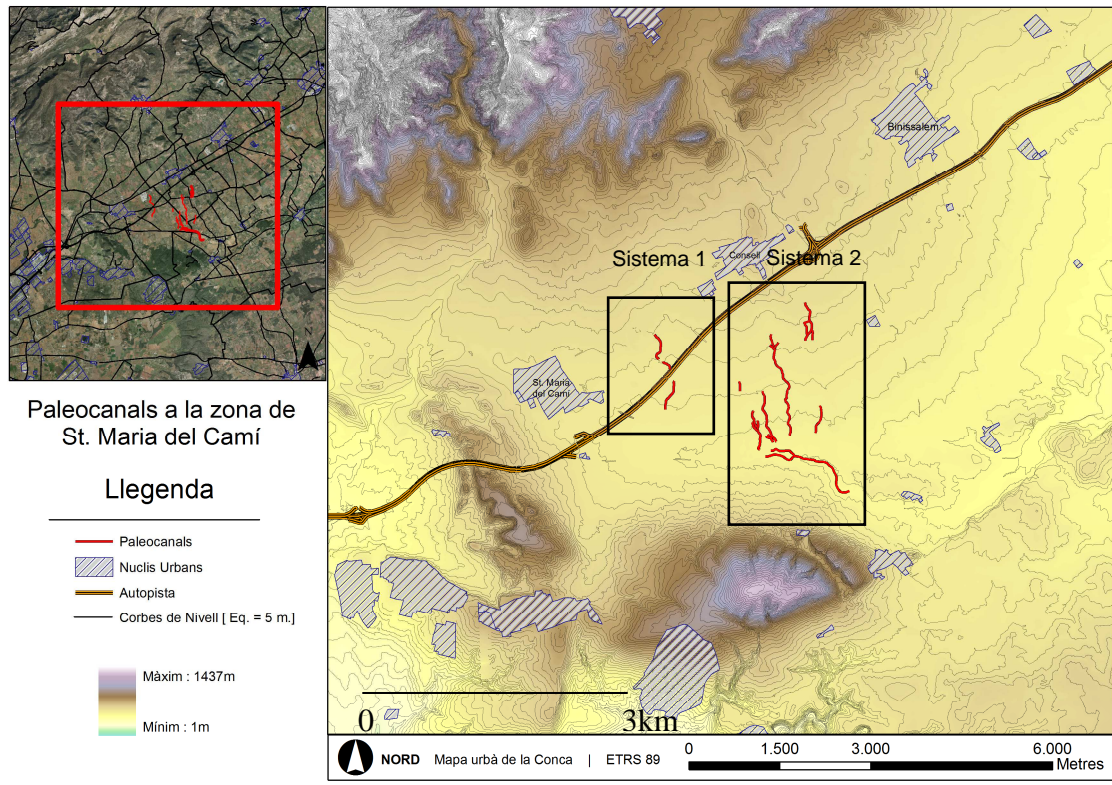 Paleocanals a la zona de
St. Maria del Camí
Llegenda
Paleocanals
Nuclis Urbans
Autopista
Corbes de Nivell [ Eq. = 5 m.]
Màxim : 1437m
Mínim : 1m
Binissalem
Sistema 1
Consell
Sistema 2
St. Maria
del Camí
0 3km
NORD Mapa urbà de la Conca | ETRS 89
0 1.500 3.000 6.000
Metres
N